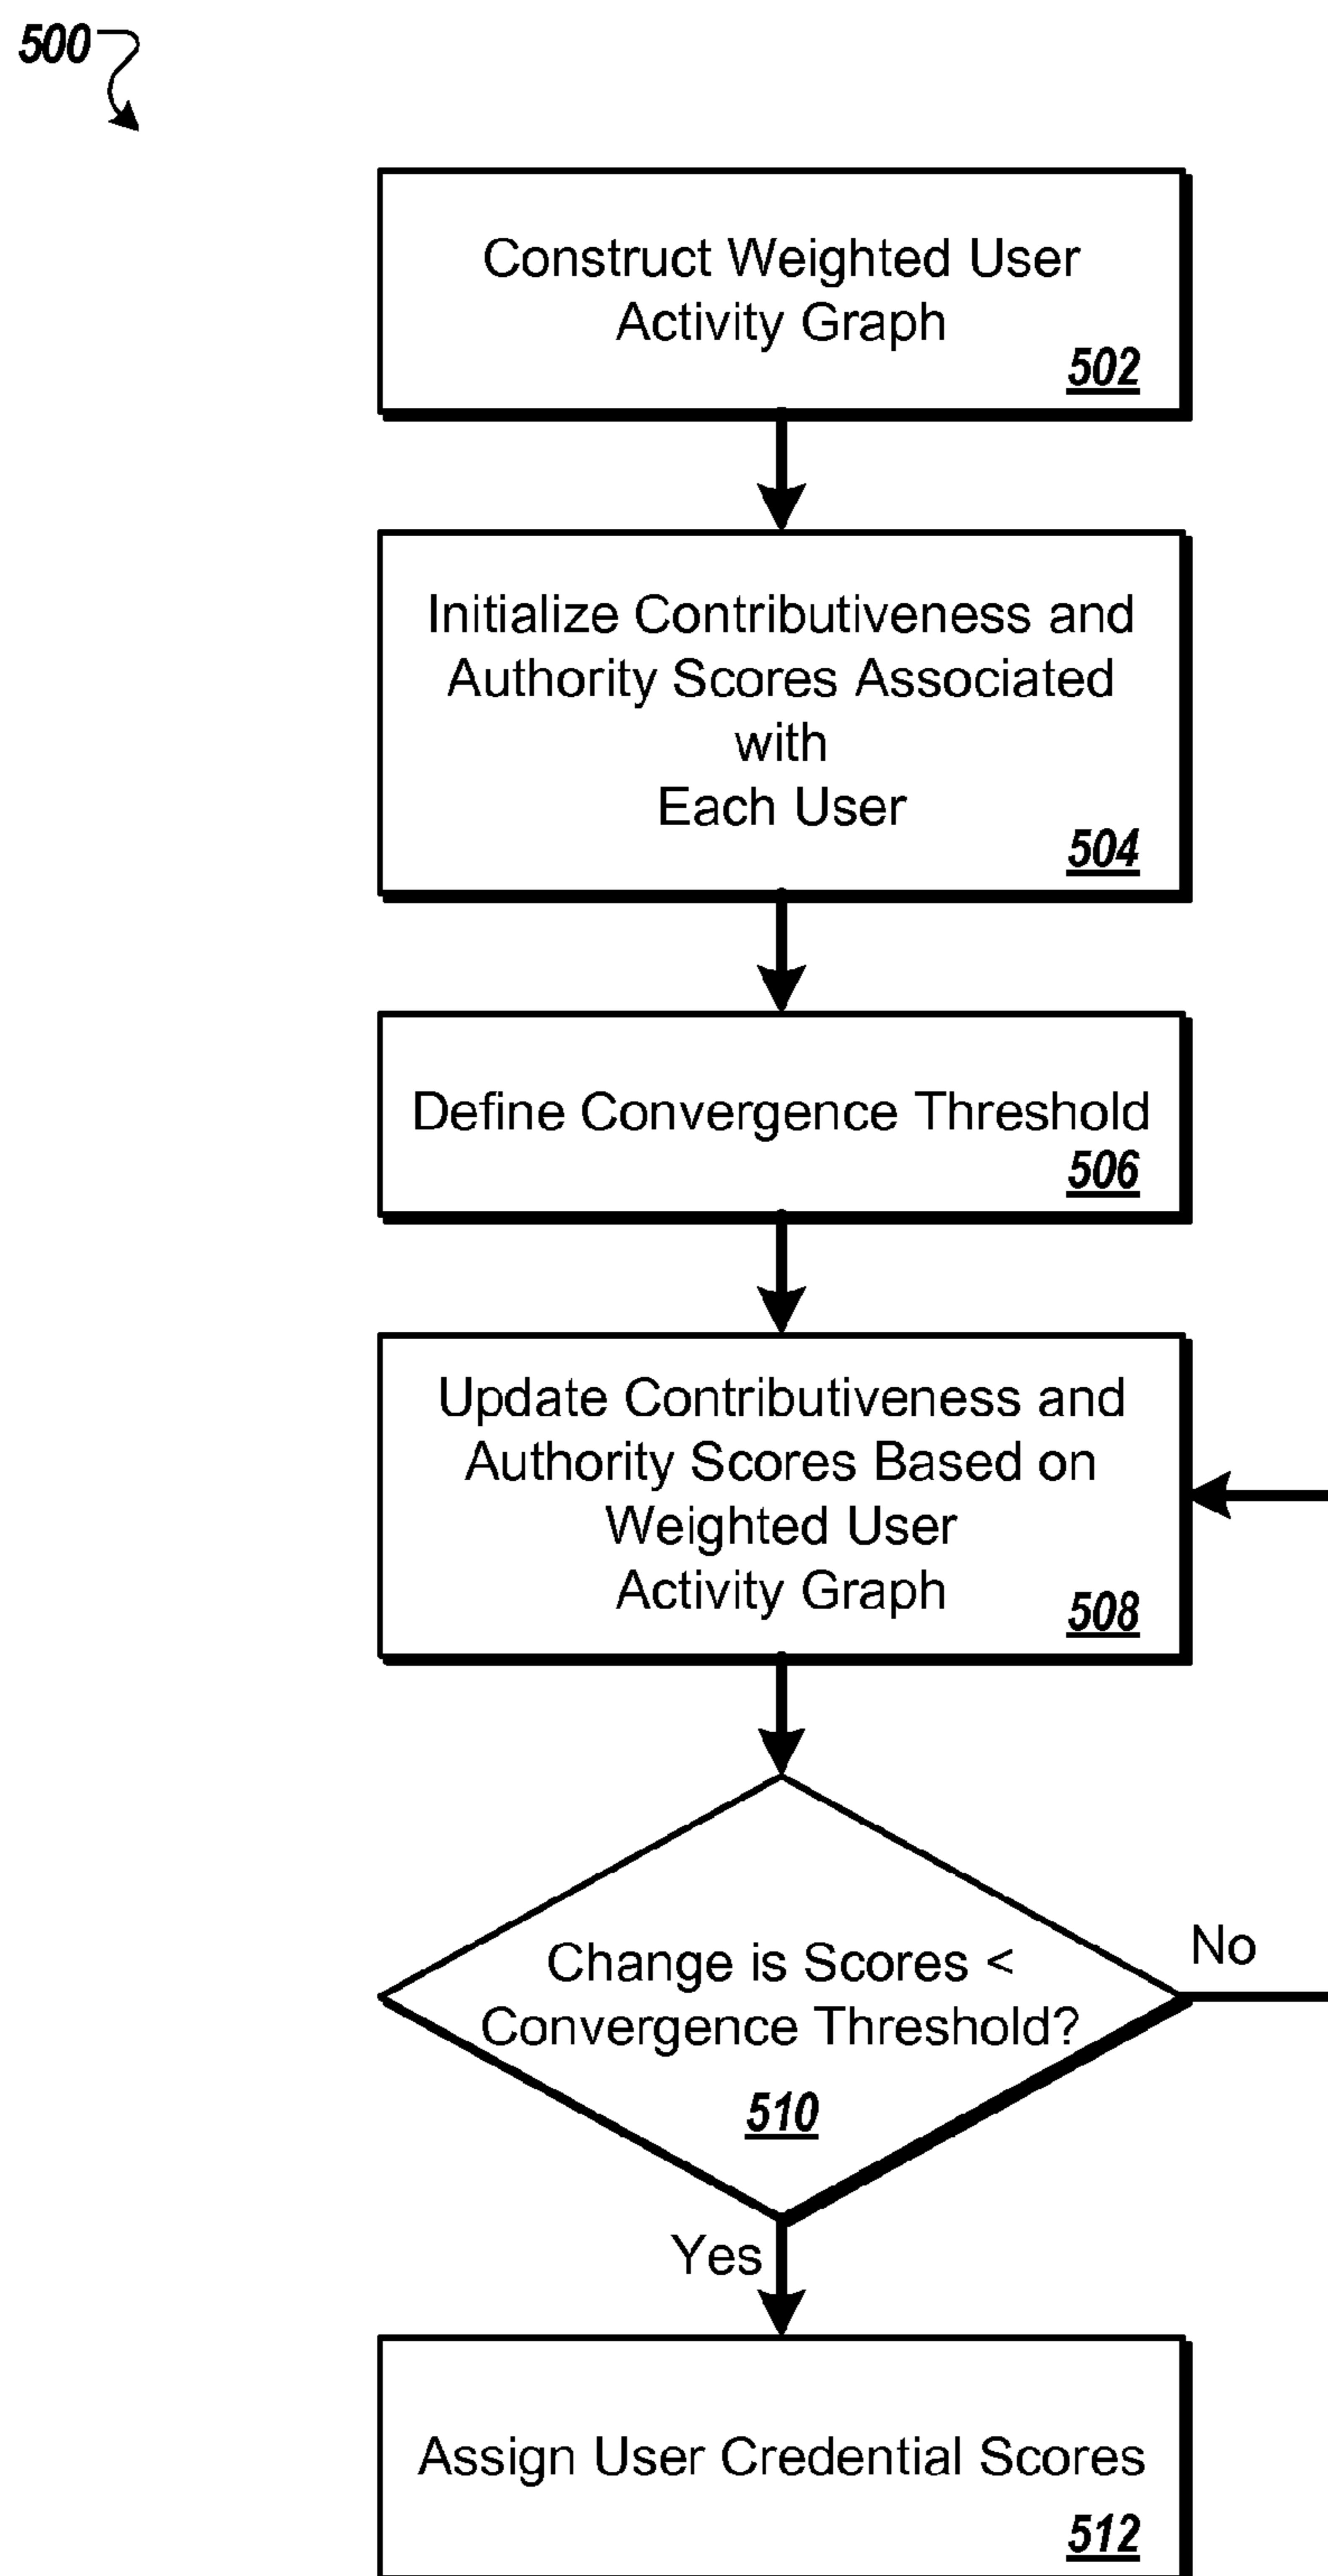 500
Construct Weighted User
Activity Graph
502
Initialize Contributiveness and
Authority Scores Associated
with
Each User
504
Define Convergence Threshold
506
Update Contributiveness and
Authority Scores Based on
Weighted User
Activity Graph
508
Change is Scores <
Convergence Threshold?
510
No
Yes
Assign User Credential Scores
512